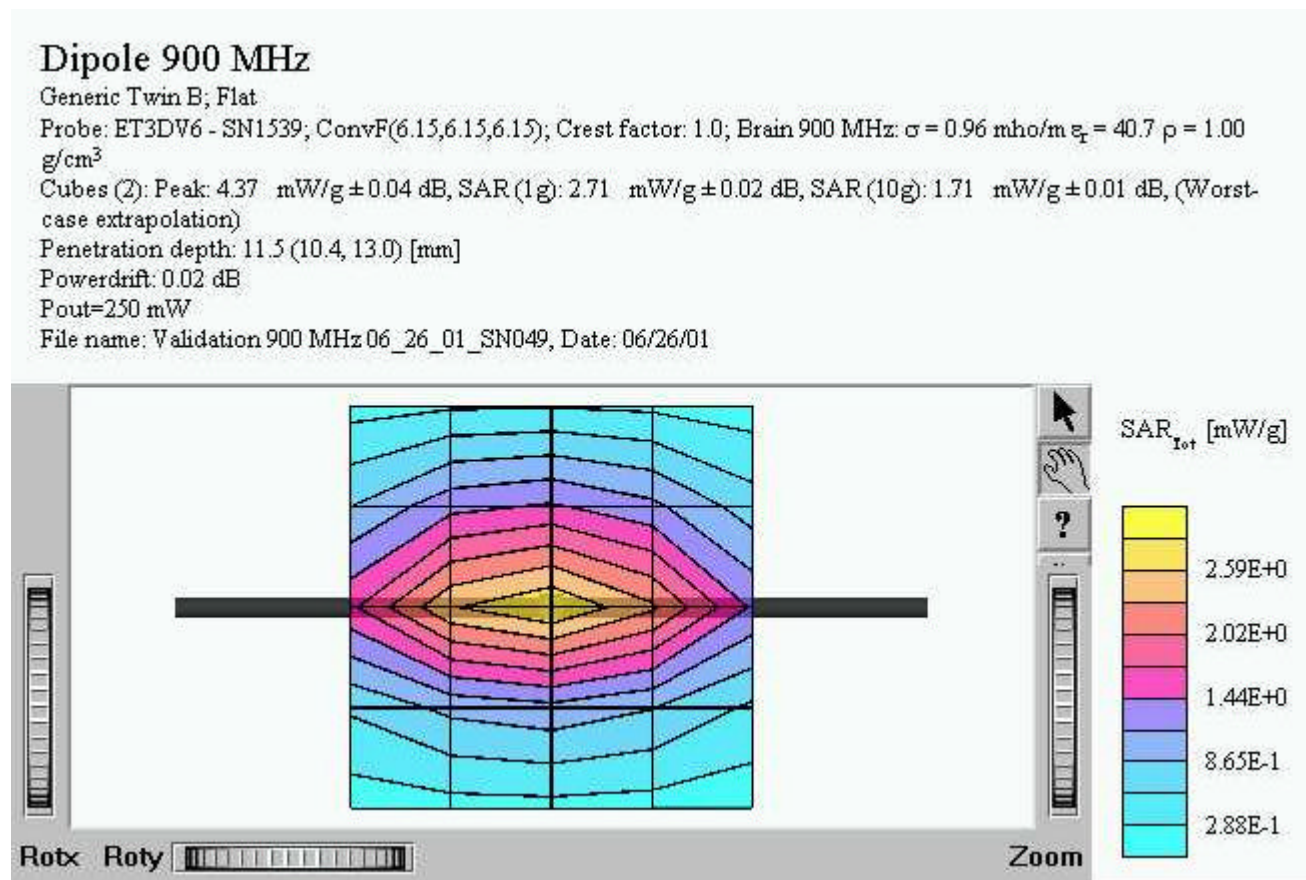 Dipole 900 MHz
Generic Twin B; Flat
Probe: ET3DV6 - SN1539; ConvF(6.15,6.15,6.15); Crest factor: 1.0; Brain 900 MHz: σ = 0.96 mho/m εr = 40.7 ρ = 1.00
g/cm³
Cubes (2): Peak: 4.37 mW/g ± 0.04 dB, SAR (1g): 2.71 mW/g ± 0.02 dB, SAR (10g): 1.71 mW/g ± 0.01 dB, (Worst-
case extrapolation)
Penetration depth: 11.5 (10.4, 13.0) [mm]
Powerdrift: 0.02 dB
Pout=250 mW
File name: Validation 900 MHz 06_26_01_SN049, Date: 06/26/01
SARTot [mW/g]
?
2.59E+0
2.02E+0
1.44E+0
8.65E-1
2.88E-1
Rotx Roty
Zoom